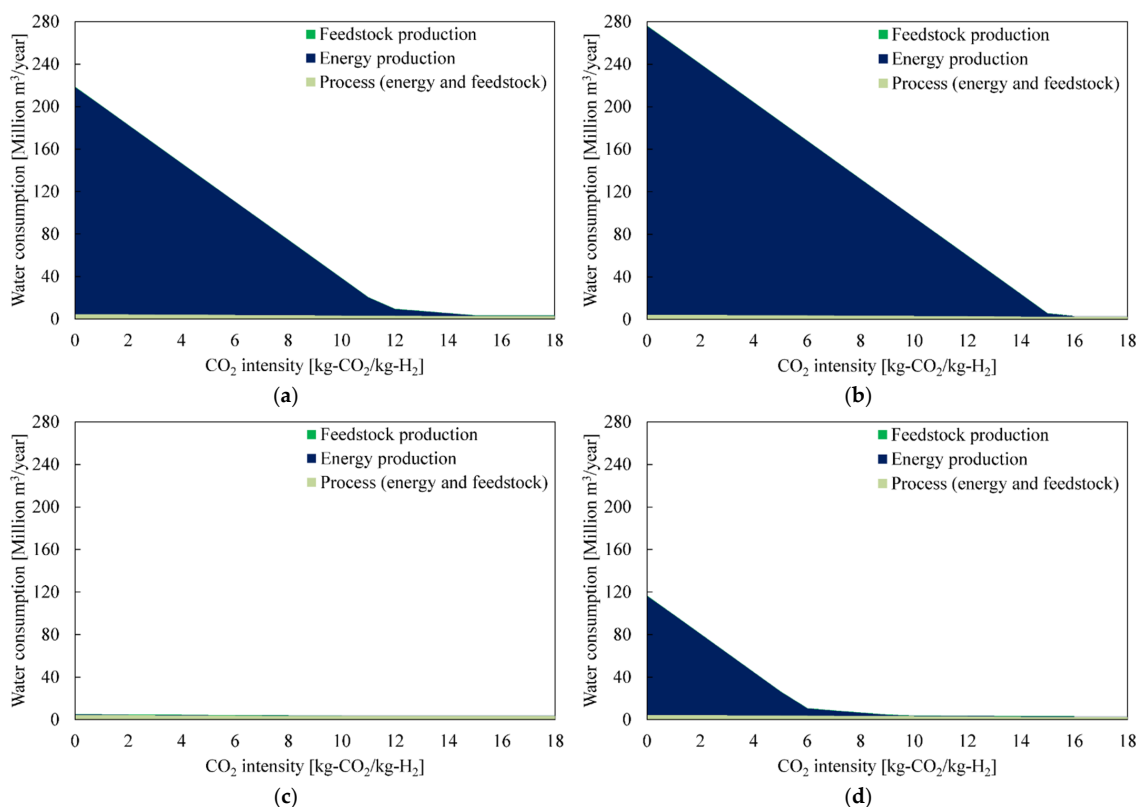 280
240
200
160
120
80
40
0
Water consumption [Million m³/year]
Feedstock production
Energy production
Process (energy and feedstock)
0 2 4 6 8 10 12 14 16 18
CO₂ intensity [kg-CO₂/kg-H₂]
(a)
280
240
200
160
120
80
40
0
Water consumption [Million m³/year]
Feedstock production
Energy production
Process (energy and feedstock)
0 2 4 6 8 10 12 14 16 18
CO₂ intensity [kg-CO₂/kg-H₂]
(b)
280
240
200
160
120
80
40
0
Water consumption [Million m³/year]
Feedstock production
Energy production
Process (energy and feedstock)
0 2 4 6 8 10 12 14 16 18
CO₂ intensity [kg-CO₂/kg-H₂]
(c)
280
240
200
160
120
80
40
0
Water consumption [Million m³/year]
Feedstock production
Energy production
Process (energy and feedstock)
0 2 4 6 8 10 12 14 16 18
CO₂ intensity [kg-CO₂/kg-H₂]
(d)